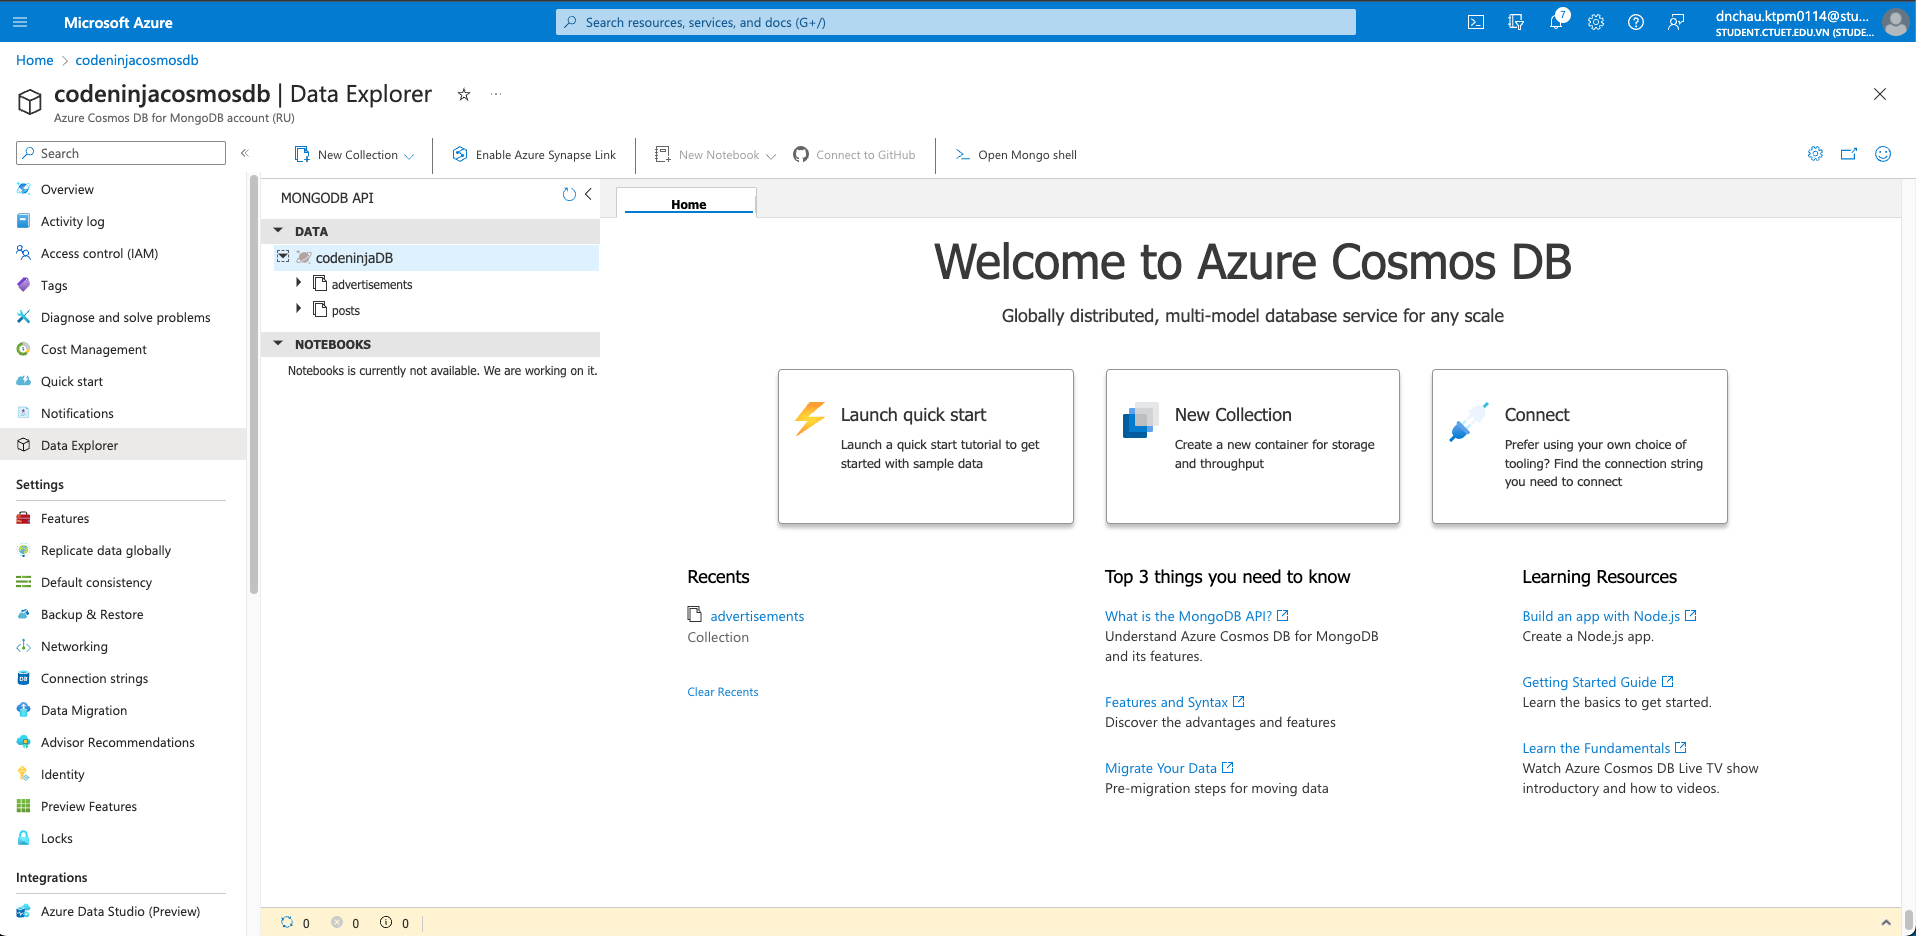 Microsoft Azure
Search resources, services, and docs (G+/)
7
dnchau.ktpm0114@stu...
STUDENT.CTUET.EDU.VN (STUDE...
Home > codeninjacosmosdb
codeninjacosmosdb | Data Explorer
Azure Cosmos DB for MongoDB account (RU)
Search
Overview
Activity log
Access control (IAM)
Tags
Diagnose and solve problems
Cost Management
Quick start
Notifications
Data Explorer
Settings
Features
Replicate data globally
Default consistency
Backup & Restore
Networking
Connection strings
Data Migration
Advisor Recommendations
Identity
Preview Features
Locks
Integrations
Azure Data Studio (Preview)
New Collection
Enable Azure Synapse Link
New Notebook
Connect to GitHub
Open Mongo shell
MONGODB API
DATA
codeninjaDB
advertisements
posts
NOTEBOOKS
Notebooks is currently not available. We are working on it.
Home
Welcome to Azure Cosmos DB
Globally distributed, multi-model database service for any scale
Launch quick start
Launch a quick start tutorial to get
started with sample data
New Collection
Create a new container for storage
and throughput
Connect
Prefer using your own choice of
tooling? Find the connection string
you need to connect
Recents
advertisements
Collection
Clear Recents
Top 3 things you need to know
What is the MongoDB API?
Understand Azure Cosmos DB for MongoDB
and its features.
Features and Syntax
Discover the advantages and features
Migrate Your Data
Pre-migration steps for moving data
Learning Resources
Build an app with Node.js
Create a Node.js app.
Getting Started Guide
Learn the basics to get started.
Learn the Fundamentals
Watch Azure Cosmos DB Live TV show
introductory and how to videos.
0 0 0